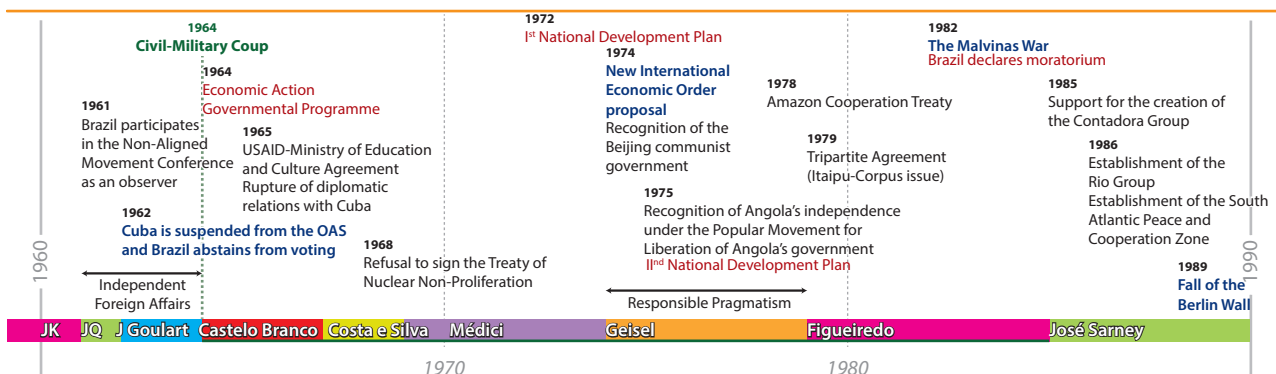 1964
Civil-Military Coup
1964
Economic Action
Governmental Programme
1961
Brazil participates
in the Non-Aligned
Movement Conference
as an observer
1965
USAID-Ministry of Education
and Culture Agreement
Rupture of diplomatic
relations with Cuba
1962
Cuba is suspended from the OAS
and Brazil abstains from voting
1968
Refusal to sign the Treaty of
Nuclear Non-Proliferation
1972
Ist National Development Plan
1974
New International
Economic Order
proposal
Recognition of the
Beijing communist
government
1975
Recognition of Angola’s independence
under the Popular Movement for
Liberation of Angola’s government
IInd National Development Plan
1978
Amazon Cooperation Treaty
1979
Tripartite Agreement
(Itaipu-Corpus issue)
1982
The Malvinas War
Brazil declares moratorium
1985
Support for the creation of
the Contadora Group
1986
Establishment of the
Rio Group
Establishment of the South
Atlantic Peace and
Cooperation Zone
1989
Fall of the
Berlin Wall
1960
1990
Independent
Foreign Affairs
Responsible Pragmatism
JK JQ J Goulart Castelo Branco Costa e Silva Médici Geisel Figueiredo José Sarney
1970 1980